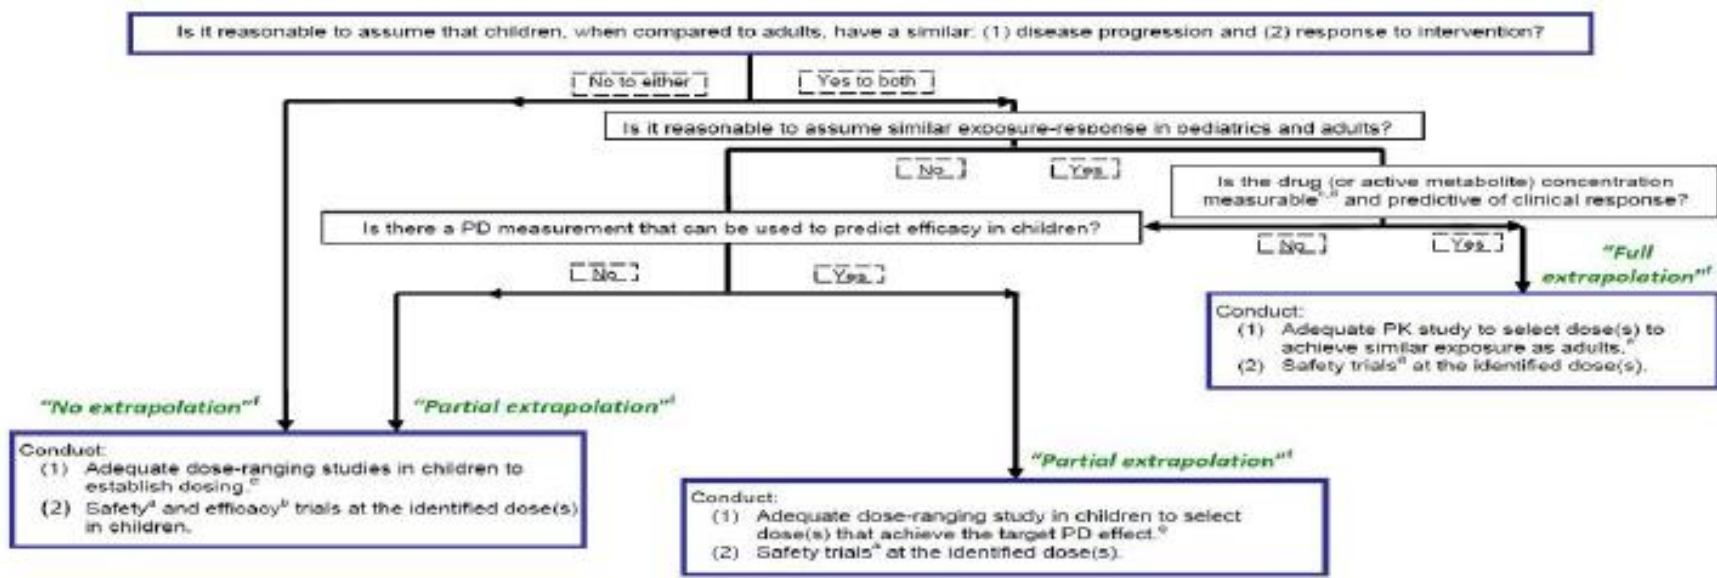 Is it reasonable to assume that children, when compared to adults, have a similar: (1) disease progression and (2) response to intervention?
No to either
Yes to both
Is it reasonable to assume similar exposure-response in pediatrics and adults?
No
Yes
Is the drug (or active metabolite) concentration
measurable and predictive of clinical response?
Is there a PD measurement that can be used to predict efficacy in children?
No
Yes
No
Yes
"Full
extrapolation"f
Conduct:
(1) Adequate PK study to select dose(s) to
achieve similar exposure as adults.
(2) Safety trials at the identified dose(s).
"No extrapolation"f
"Partial extrapolation"
Conduct:
(1) Adequate dose-ranging studies in children to
establish dosing.
(2) Safetya and efficacyb trials at the identified dose(s)
in children.
"Partial extrapolation"
Conduct:
(1) Adequate dose-ranging study in children to select
dose(s) that achieve the target PD effect.
(2) Safety trialsa at the identified dose(s).